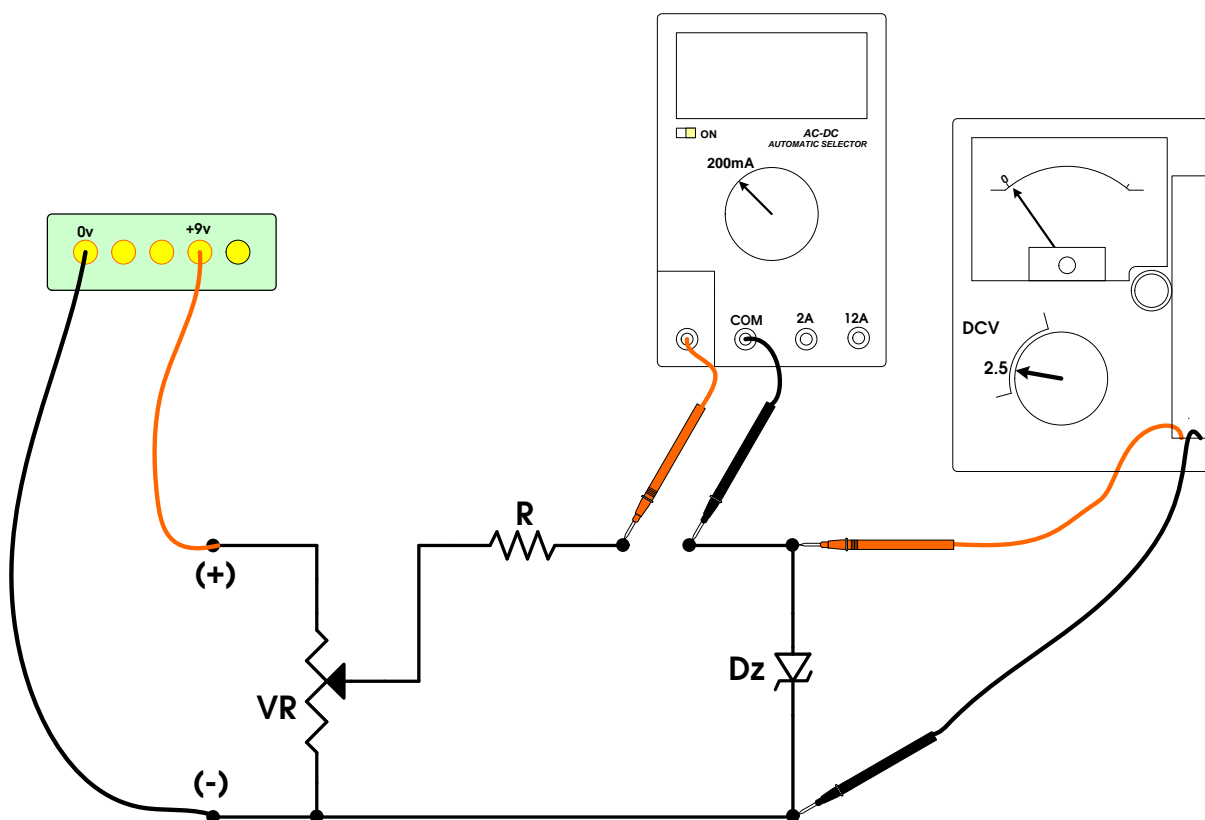 ON
AC-DC
AUTOMATIC SELECTOR
200mA
0
0v
+9v
COM
2A
12A
DCV
2.5
R
(+)
Dz
VR
(-)